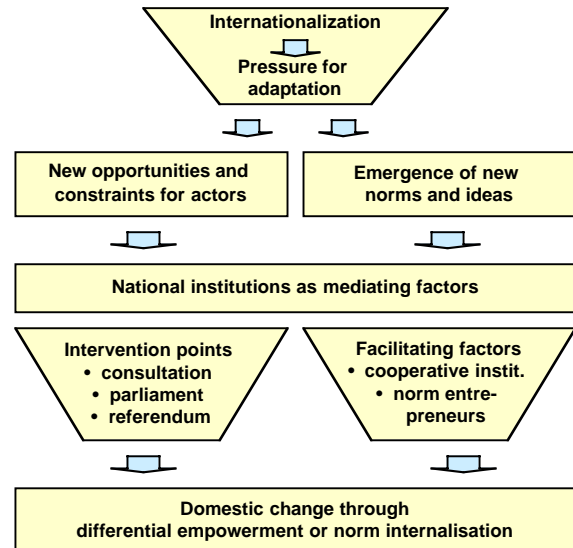 Internationalization
Pressure for
adaptation
New opportunities and
constraints for actors
Emergence of new
norms and ideas
National institutions as mediating factors
Intervention points
• consultation
• parliament
• referendum
Facilitating factors
• cooperative instit.
• norm entre-
preneurs
Domestic change through
differential empowerment or norm internalisation